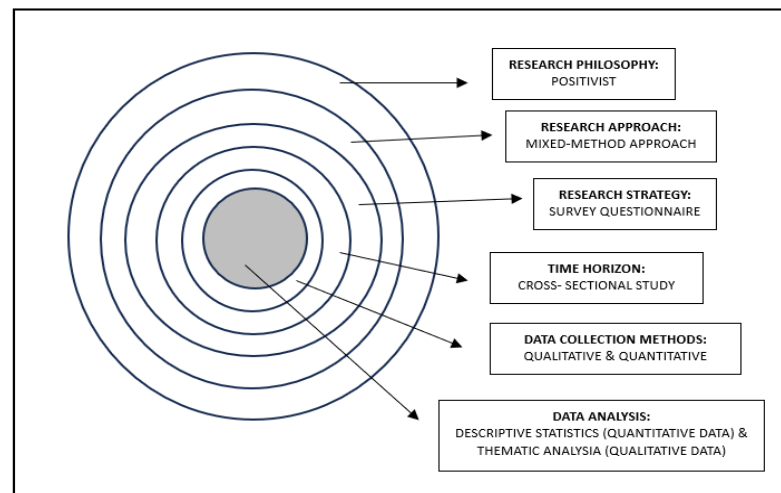 RESEARCH PHILOSOPHY:
POSITIVIST
RESEARCH APPROACH:
MIXED-METHOD APPROACH
RESEARCH STRATEGY:
SURVEY QUESTIONNAIRE
TIME HORIZON:
CROSS- SECTIONAL STUDY
DATA COLLECTION METHODS:
QUALITATIVE & QUANTITATIVE
DATA ANALYSIS:
DESCRIPTIVE STATISTICS (QUANTITATIVE DATA) &
THEMATIC ANALYSIA (QUALITATIVE DATA)